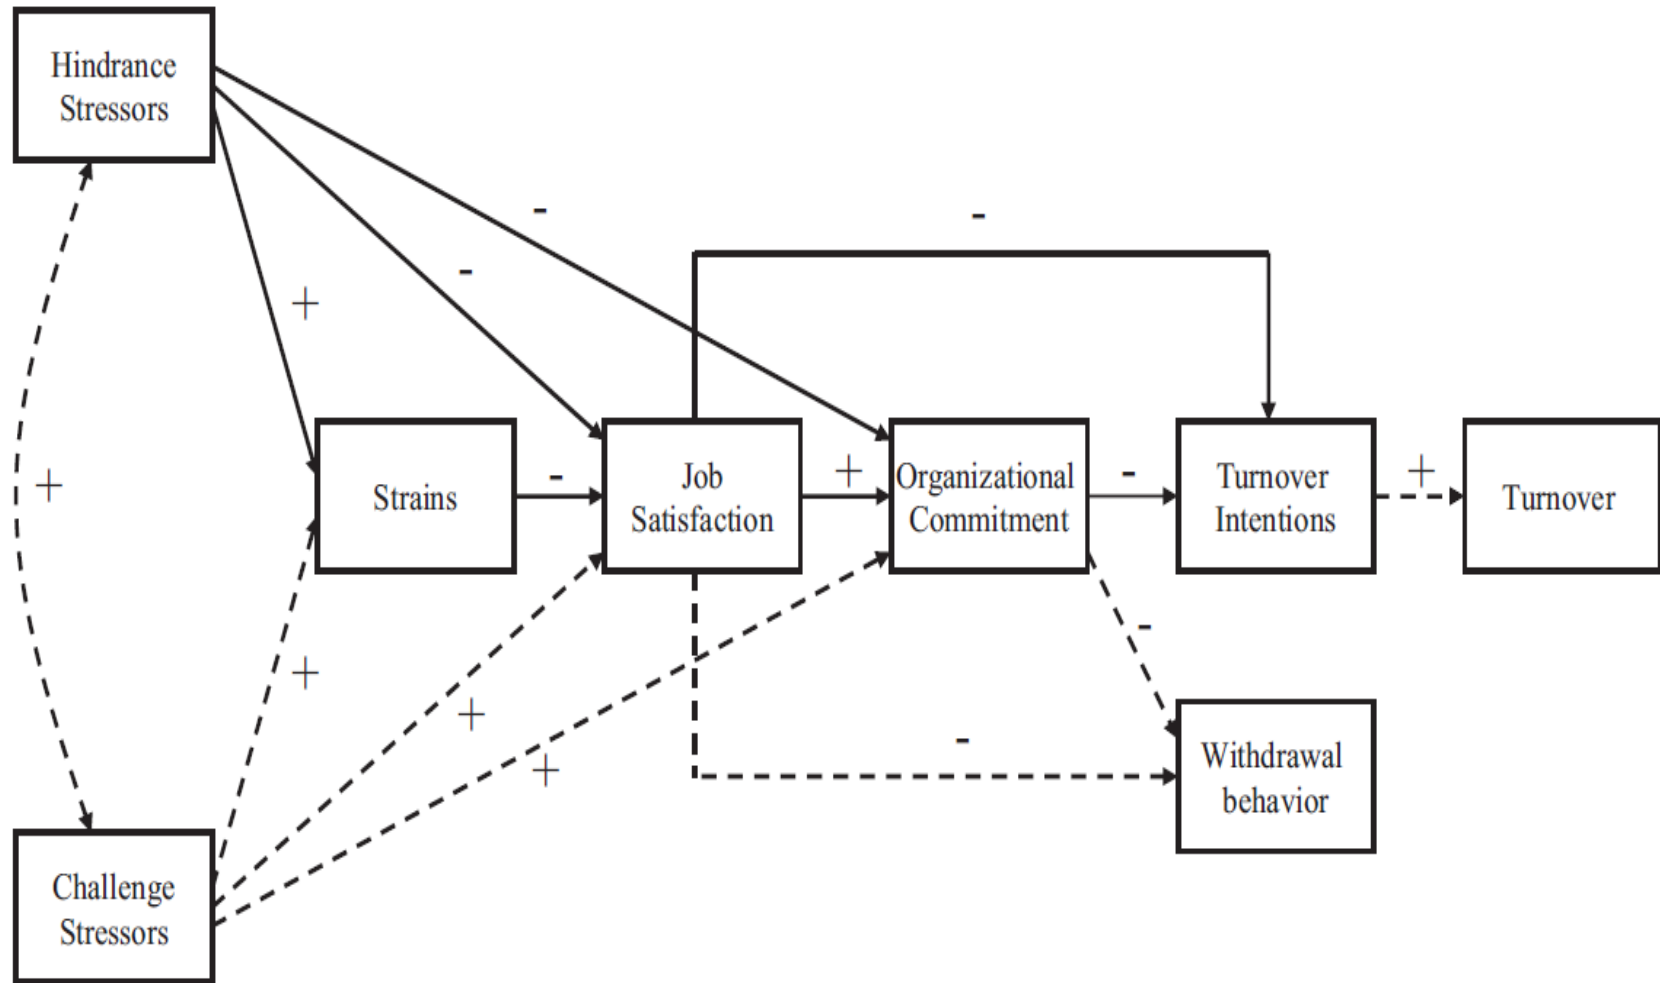 Hindrance
Stressors
-
-
-
+
+
Strains
-
Job
Satisfaction
+
Organizational
Commitment
-
Turnover
Intentions
+
Turnover
+
+
+
-
-
Withdrawal
behavior
Challenge
Stressors